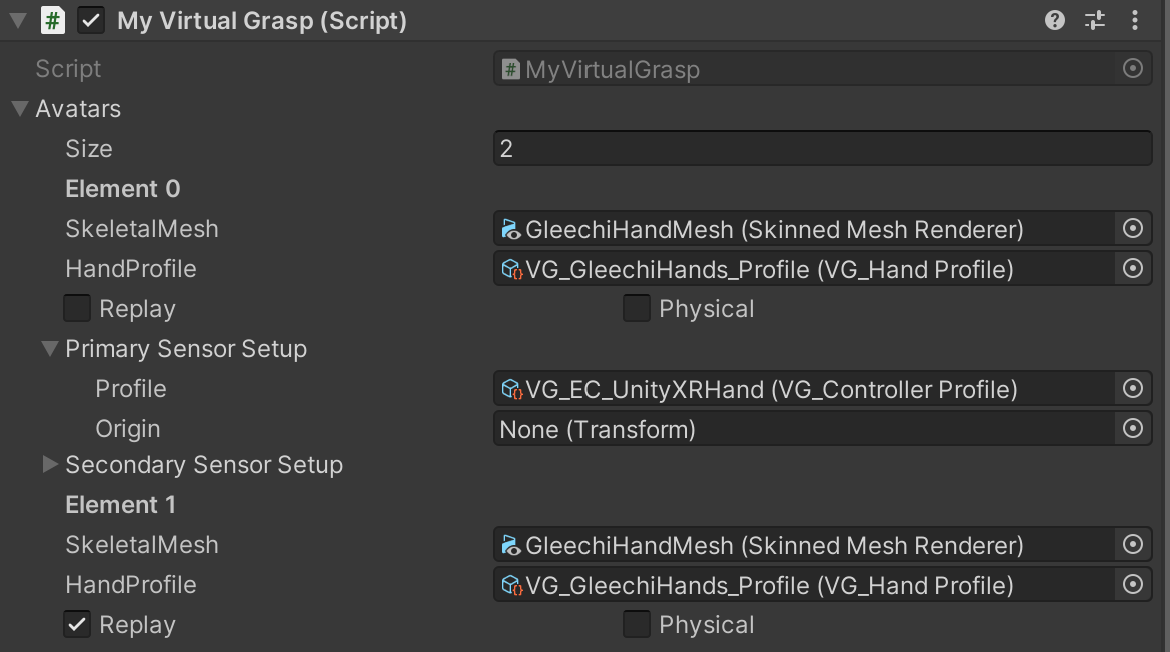 My Virtual Grasp (Script)
Script MyVirtualGrasp
Avatars
Size 2
Element 0
SkeletalMesh GleechiHandMesh (Skinned Mesh Renderer)
HandProfile VG_GleechiHands_Profile (VG_Hand Profile)
Replay Physical
Primary Sensor Setup
Profile VG_EC_UnityXRHand (VG_Controller Profile)
Origin None (Transform)
Secondary Sensor Setup
Element 1
SkeletalMesh GleechiHandMesh (Skinned Mesh Renderer)
HandProfile VG_GleechiHands_Profile (VG_Hand Profile)
Replay Physical